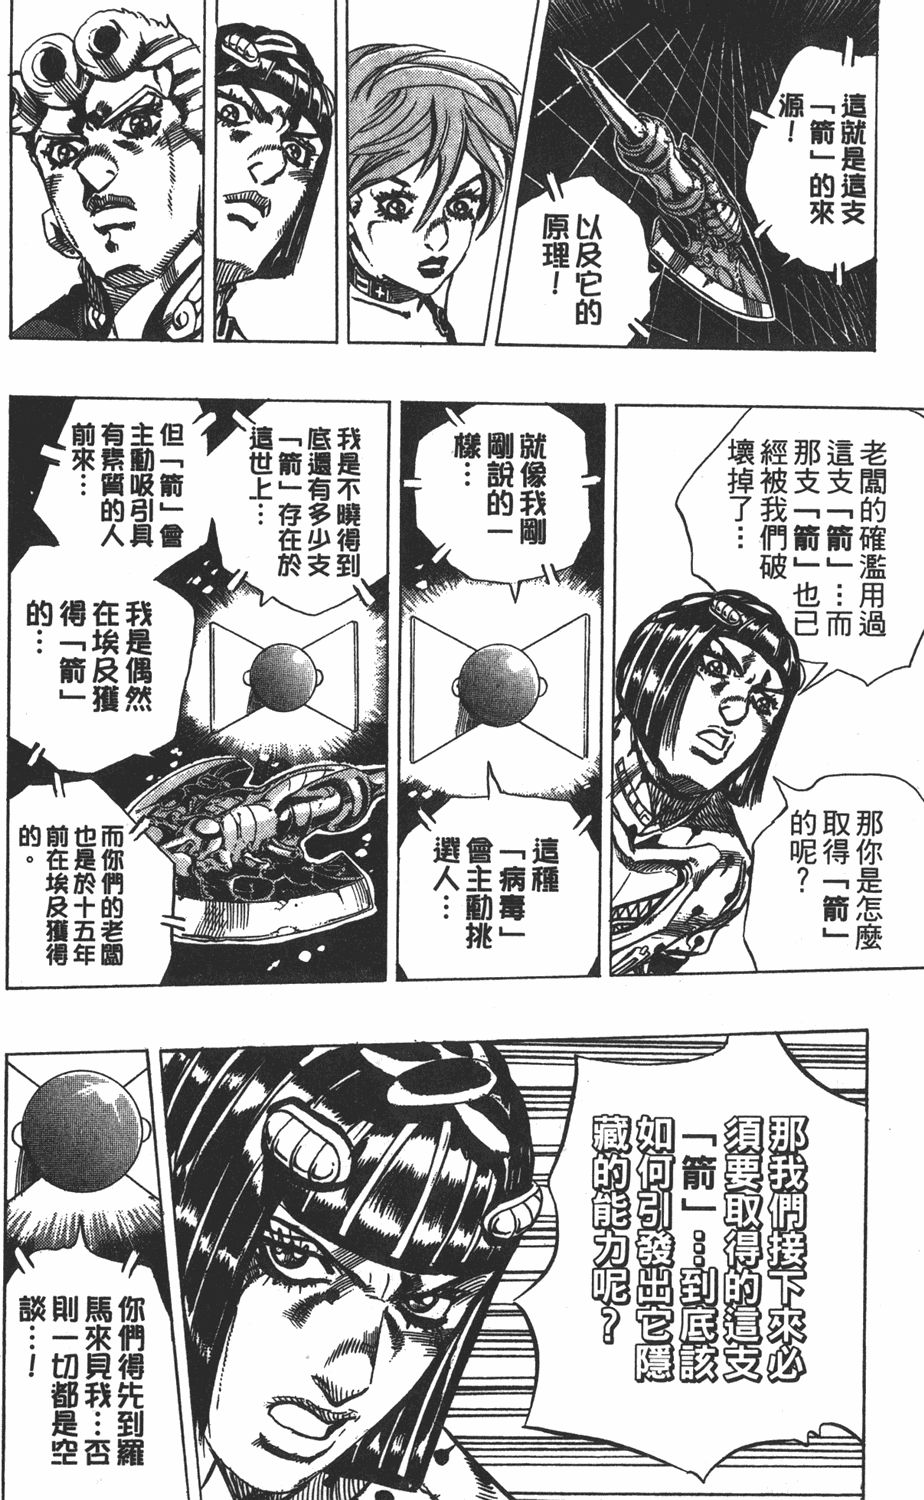 這就是這支
「箭」的來
源！
以及它的
原理！
老闆的確濫用過
這支「箭」…而
那支「箭」也已
經被我們破
壞掉了…
那你是怎麼
取得「箭」
的呢？
就像我剛
剛說的一
樣…
這種
「病毒」
會主動挑
選人…
我是不曉得到
底還有多少支
「箭」存在於
這世上…
但「箭」會
主動吸引具
有素質的人
前來…
我是偶然
在埃及獲
得「箭」
的…
而你們的老闆
也是於十五年
前在埃及獲得
的。
那我們接下來必
須要取得的這支
「箭」…到底該
如何引發出它隱
藏的能力呢？
你們得先到羅
馬來見我…否
則一切都是空
談…！